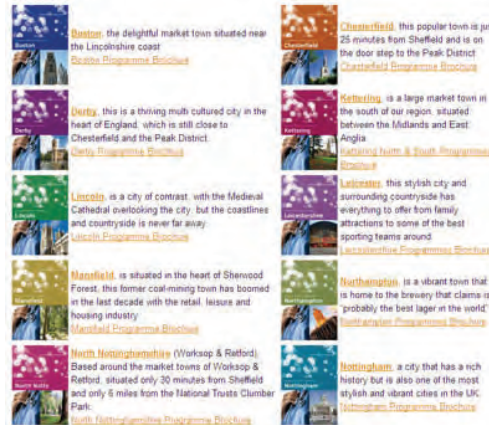 Boston
Boston, the delightful market town situated near
the Lincolnshire coast
Boston Programme Brochure
Chesterfield
Chesterfield, this popular town is jus
25 minutes from Sheffield and is on
the door step to the Peak District
Chesterfield Programme Brochure
Derby
Derby, this is a thriving multi cultured city in the
heart of England, which is still close to
Chesterfield and the Peak District.
Derby Programme Brochure
Kettering
Kettering, is a large market town in
the south of our region, situated
between the Midlands and East
Anglia
Kettering North & South Programme
Brochure
Lincoln
Lincoln, is a city of contrast, with the Medieval
Cathedral overlooking the city, but the coastlines
and countryside is never far away.
Lincoln Programme Brochure
Leicestershire
Leicester, this stylish city and
surrounding countryside has
everything to offer from family
attractions to some of the best
sporting teams around.
Leicestershire Programme Brochure
Mansfield
Mansfield, is situated in the heart of Sherwood
Forest, this former coal-mining town has boomed
in the last decade with the retail, leisure and
housing industry
Mansfield Programme Brochure
Northampton
Northampton, is a vibrant town that
is home to the brewery that claims is
"probably the best lager in the world"
Northampton Programme Brochure
North Notts
North Nottinghamshire (Worksop & Retford)
Based around the market towns of Worksop &
Retford, situated only 30 minutes from Sheffield
and only 6 miles from the National Trusts Clumber
Park.
North Nottinghamshire Programme Brochure
Nottingham
Nottingham, a city that has a rich
history but is also one of the most
stylish and vibrant cities in the UK.
Nottingham Programme Brochure